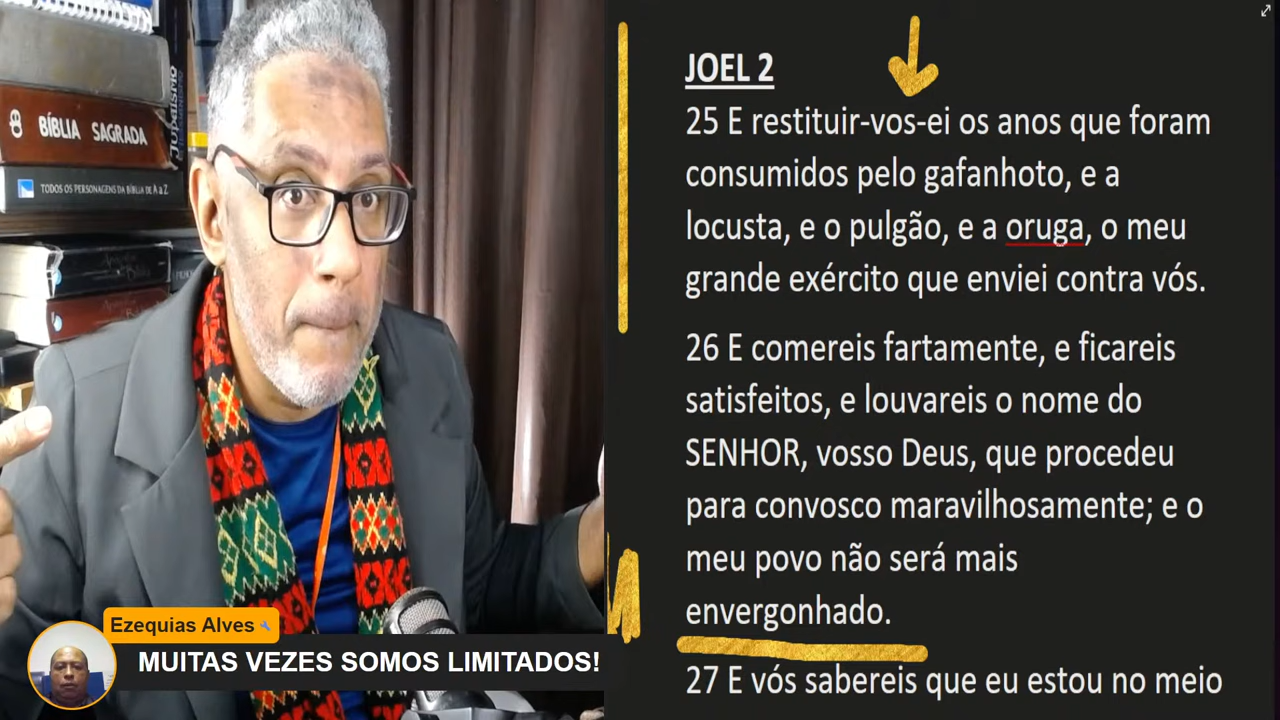 BÍBLIA SAGRADA
TODOS OS PERSONAGENS DA BÍBLIA DE A a Z
JUDAÍSMO
Ezequias Alves
MUITAS VEZES SOMOS LIMITADOS!
JOEL 2
25 E restituir-vos-ei os anos que foram
consumidos pelo gafanhoto, e a
locusta, e o pulgão, e a oruga, o meu
grande exército que enviei contra vós.
26 E comereis fartamente, e ficareis
satisfeitos, e louvareis o nome do
SENHOR, vosso Deus, que procedeu
para convosco maravilhosamente; e o
meu povo não será mais
envergonhado.
27 E vós sabereis que eu estou no meio